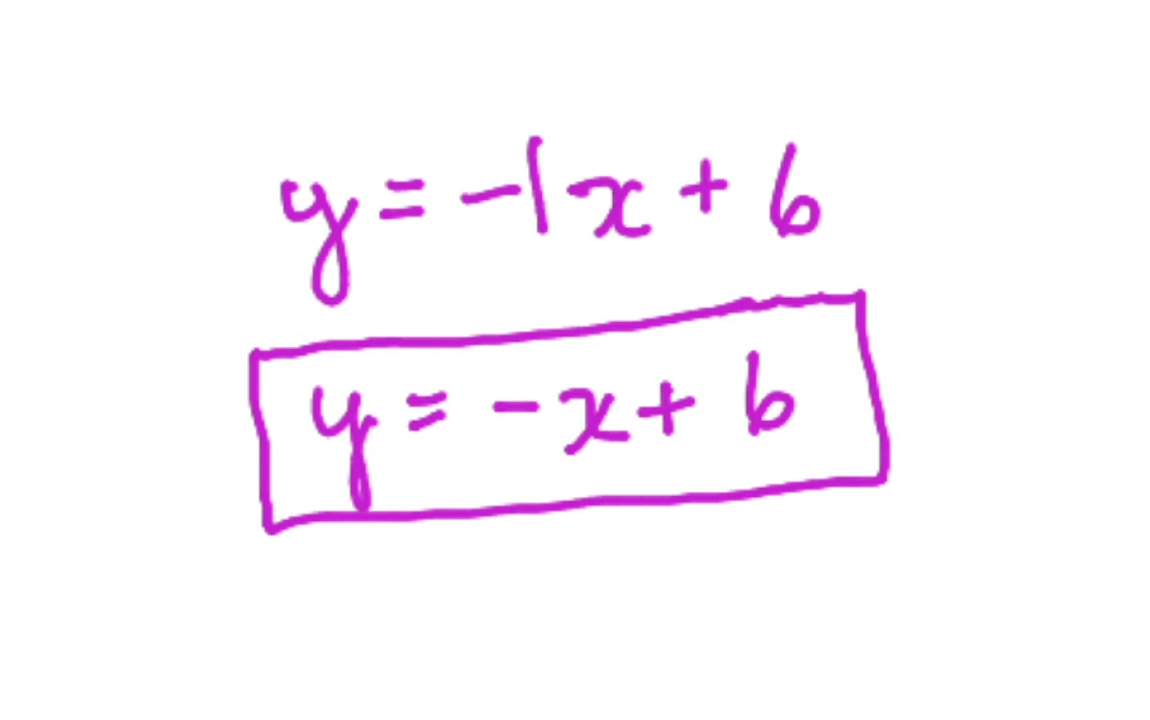 y = -1x + 6
y = -x + 6